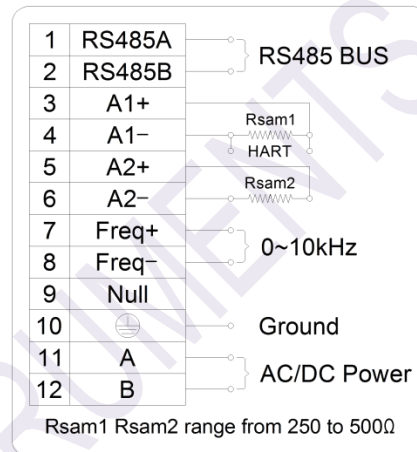 1 RS485A
2 RS485B
RS485 BUS
3 A1+
4 A1−
Rsam1
HART
5 A2+
6 A2−
Rsam2
7 Freq+
8 Freq−
0~10kHz
9 Null
10 Ground
11 A
12 B
AC/DC Power
Rsam1 Rsam2 range from 250 to 500Ω
RUMENTS